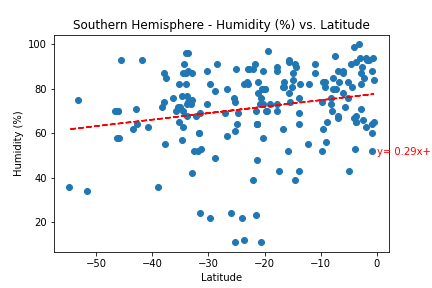 Southern Hemisphere - Humidity (%) vs. Latitude
Humidity (%)
100
80
60
40
20
y= 0.29x+
−50
−40
−30
−20
−10
0
Latitude